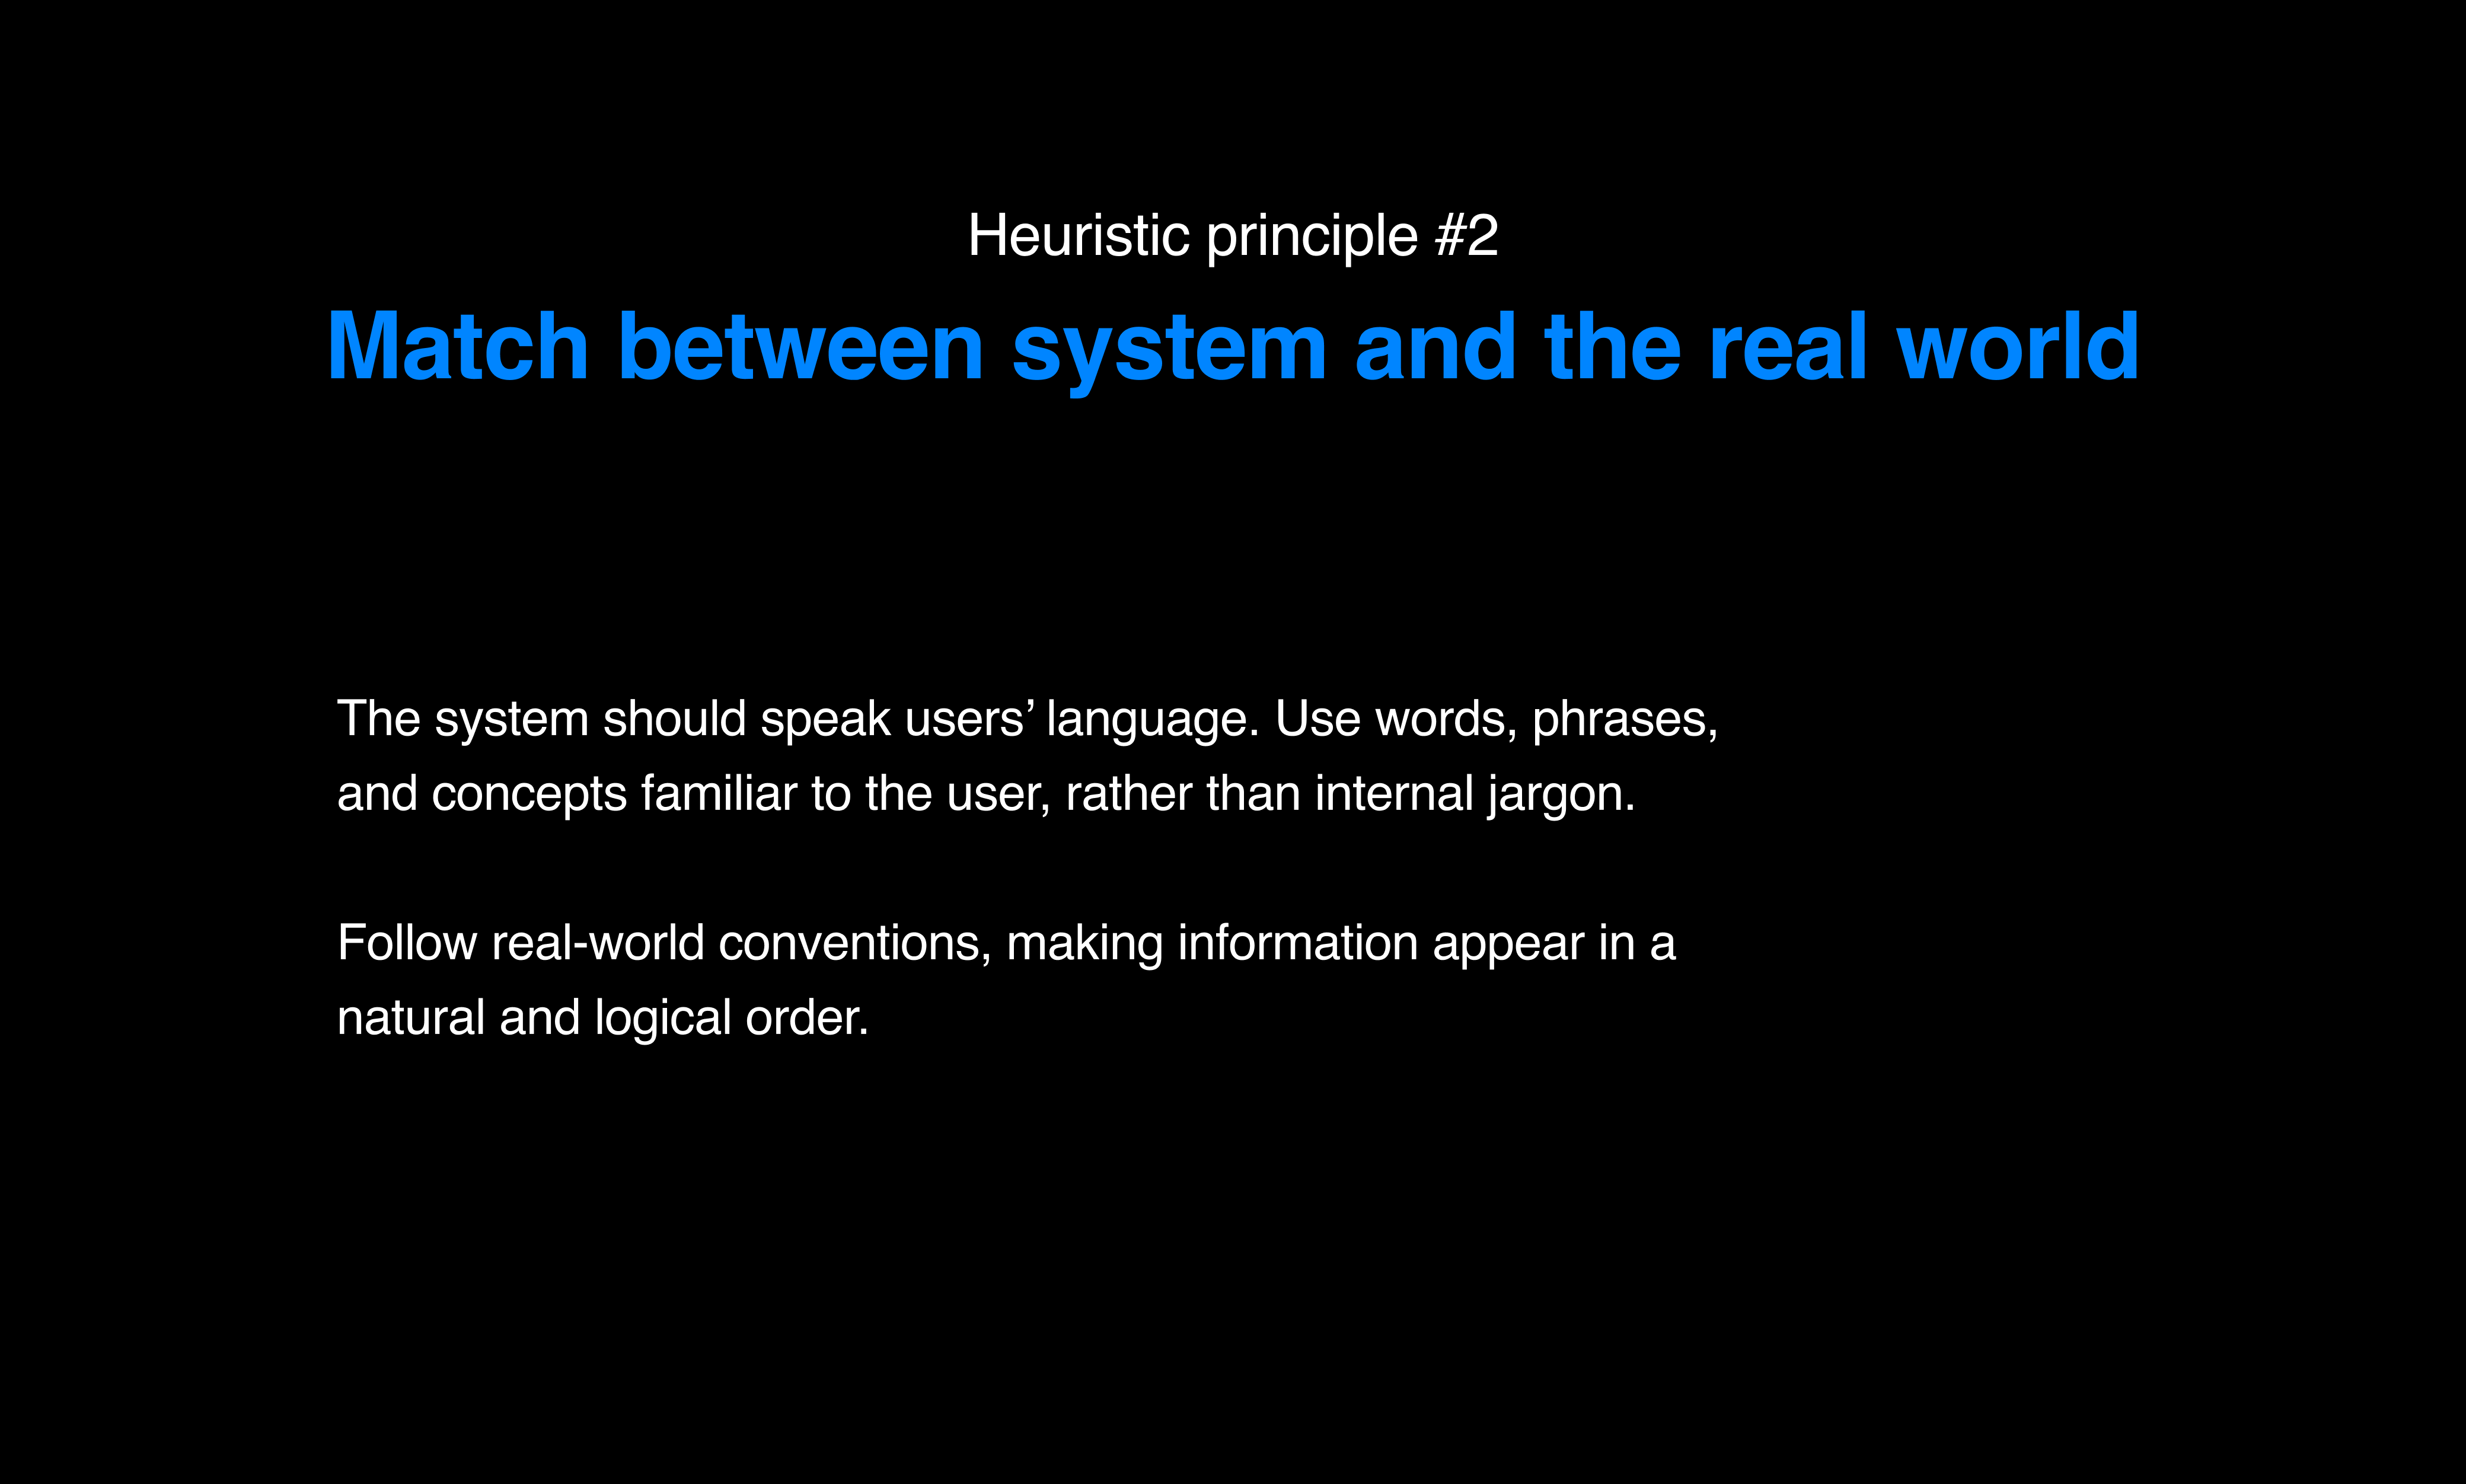 Heuristic principle #2
Match between system and the real world
The system should speak users’ language. Use words, phrases,
and concepts familiar to the user, rather than internal jargon.
Follow real-world conventions, making information appear in a
natural and logical order.